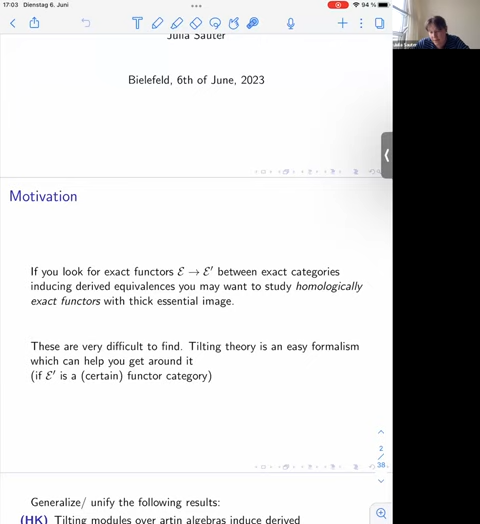 17:03 Dienstag 6. Juni
94 %
Julia Sauter
Julia Sauter
Bielefeld, 6th of June, 2023
Motivation
If you look for exact functors ℰ → ℰ′ between exact categories
inducing derived equivalences you may want to study homologically
exact functors with thick essential image.
These are very difficult to find. Tilting theory is an easy formalism
which can help you get around it
(if ℰ′ is a (certain) functor category)
2
/
38
Generalize/ unify the following results:
(HK) Tilting modules over artin algebras induce derived